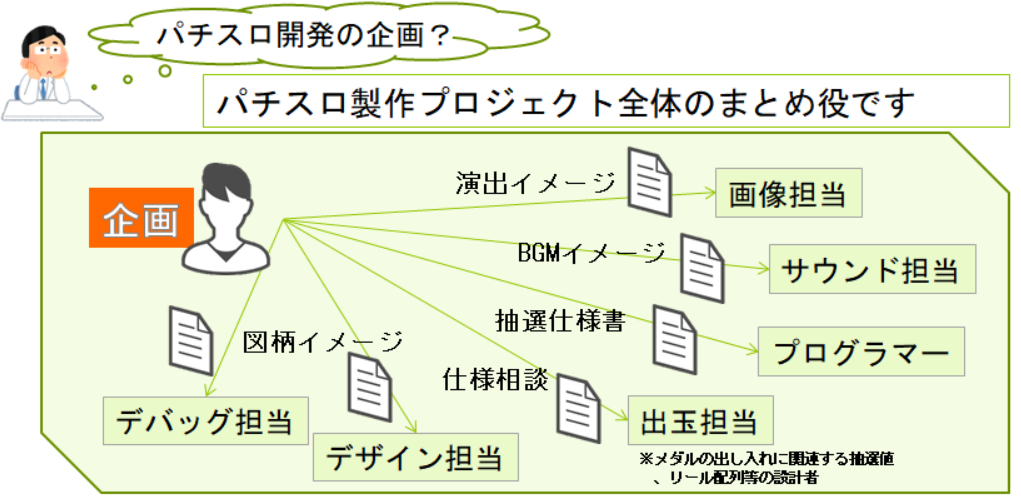 パチスロ開発の企画？
パチスロ製作プロジェクト全体のまとめ役です
企画
演出イメージ
画像担当
BGMイメージ
サウンド担当
抽選仕様書
プログラマー
図柄イメージ
仕様相談
デバッグ担当
デザイン担当
出玉担当
※メダルの出し入れに関連する抽選値
、リール配列等の設計者